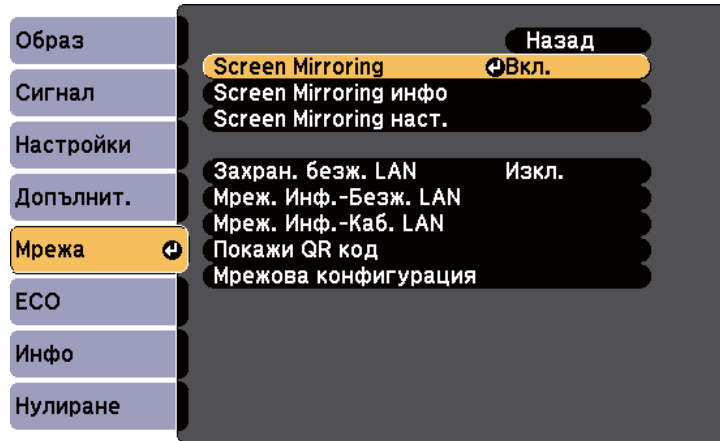 Образ
Сигнал
Настройки
Допълнит.
Мрежа
ECO
Инфо
Нулиране
Назад
Screen Mirroring Вкл.
Screen Mirroring инфо
Screen Mirroring наст.
Захран. безж. LAN Изкл.
Мреж. Инф.-Безж. LAN
Мреж. Инф.-Каб. LAN
Покажи QR код
Мрежова конфигурация